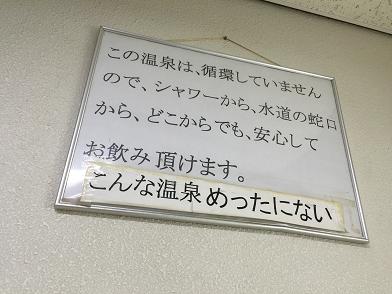 この温泉は、循環していません
ので、シャワーから、水道の蛇口
から、どこからでも、安心して
お飲み頂けます。
こんな温泉めったにない